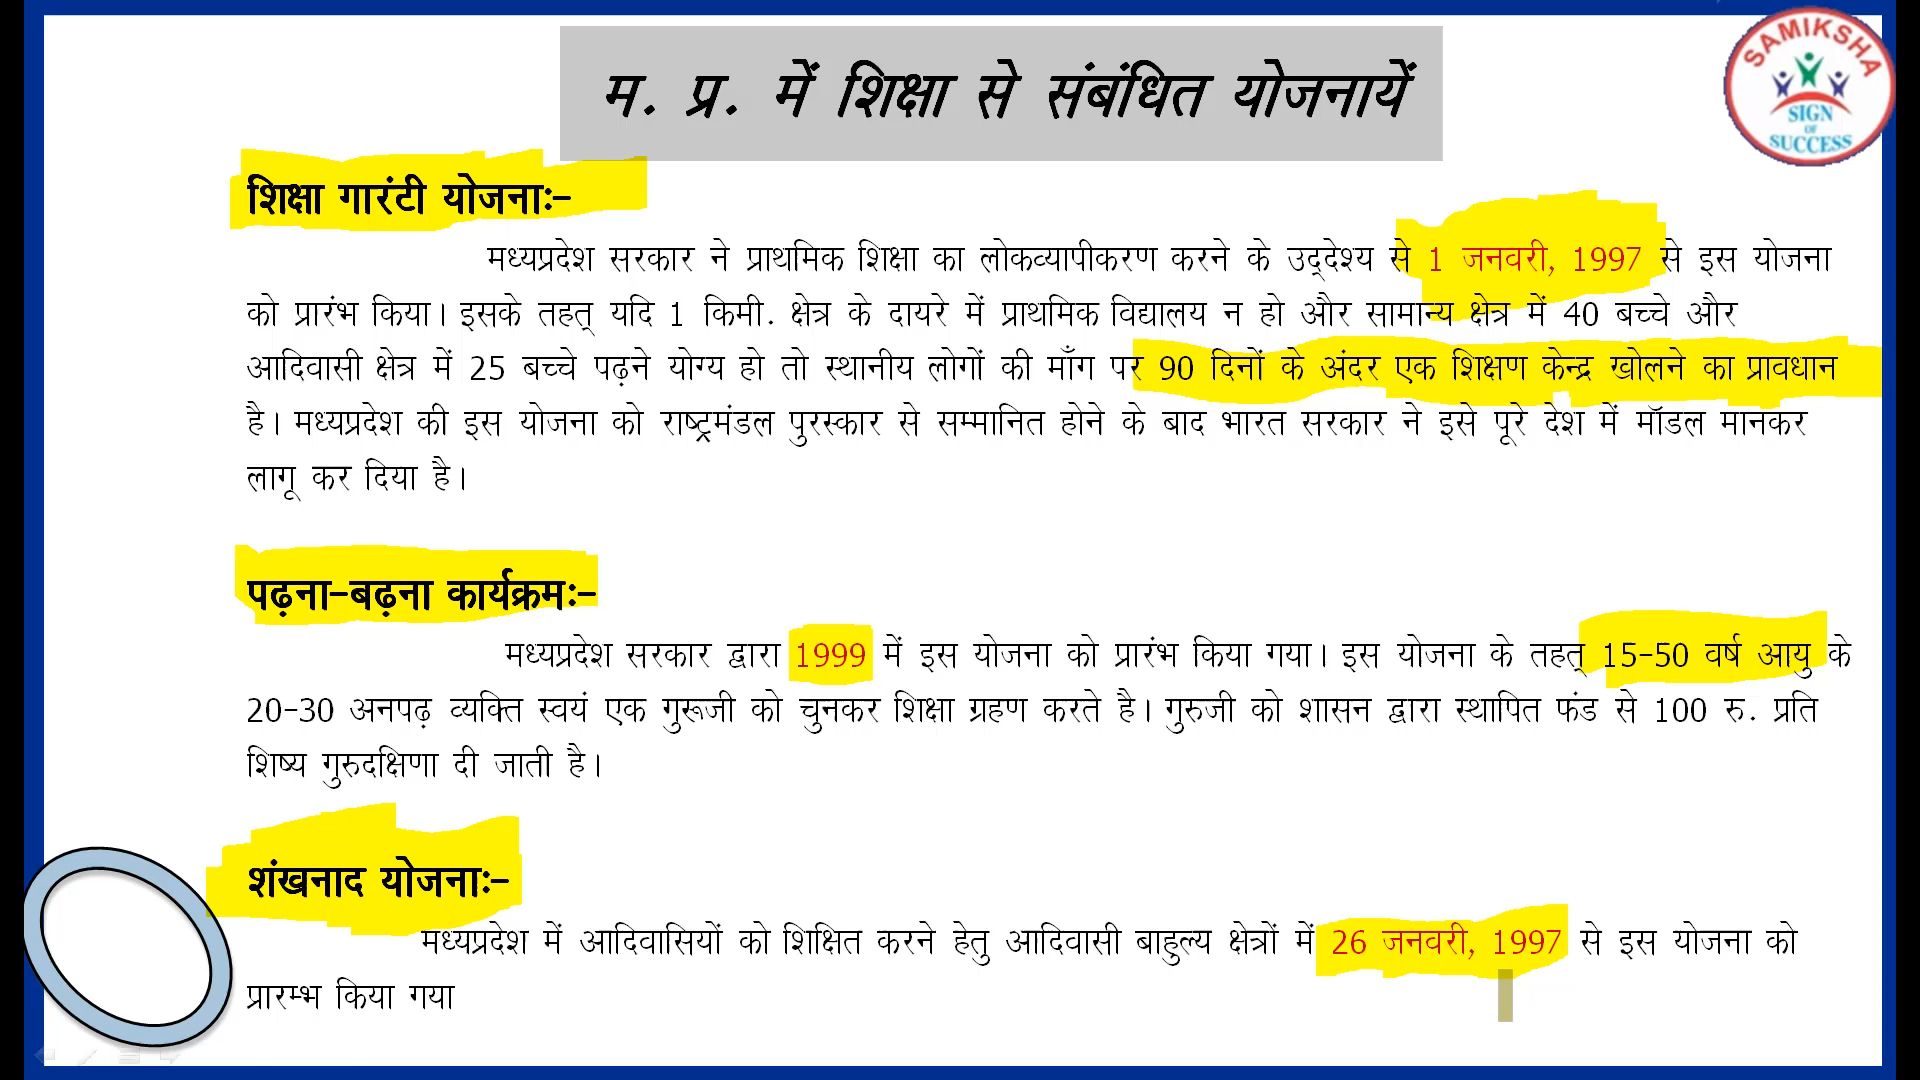 म. प्र. में शिक्षा से संबंधित योजनायें
SAMIKSHA
SIGN
OF
SUCCESS
शिक्षा गारंटी योजनाः-
मध्यप्रदेश सरकार ने प्राथमिक शिक्षा का लोकव्यापीकरण करने के उद्देश्य से 1 जनवरी, 1997 से इस योजना
को प्रारंभ किया। इसके तहत् यदि 1 किमी. क्षेत्र के दायरे में प्राथमिक विद्यालय न हो और सामान्य क्षेत्र में 40 बच्चे और
आदिवासी क्षेत्र में 25 बच्चे पढ़ने योग्य हो तो स्थानीय लोगों की माँग पर 90 दिनों के अंदर एक शिक्षण केन्द्र खोलने का प्रावधान
है। मध्यप्रदेश की इस योजना को राष्ट्रमंडल पुरस्कार से सम्मानित होने के बाद भारत सरकार ने इसे पूरे देश में मॉडल मानकर
लागू कर दिया है।
पढ़ना-बढ़ना कार्यक्रमः-
मध्यप्रदेश सरकार द्वारा 1999 में इस योजना को प्रारंभ किया गया। इस योजना के तहत् 15-50 वर्ष आयु के
20-30 अनपढ़ व्यक्ति स्वयं एक गुरूजी को चुनकर शिक्षा ग्रहण करते है। गुरुजी को शासन द्वारा स्थापित फंड से 100 रु. प्रति
शिष्य गुरुदक्षिणा दी जाती है।
शंखनाद योजनाः-
मध्यप्रदेश में आदिवासियों को शिक्षित करने हेतु आदिवासी बाहुल्य क्षेत्रों में 26 जनवरी, 1997 से इस योजना को
प्रारम्भ किया गया